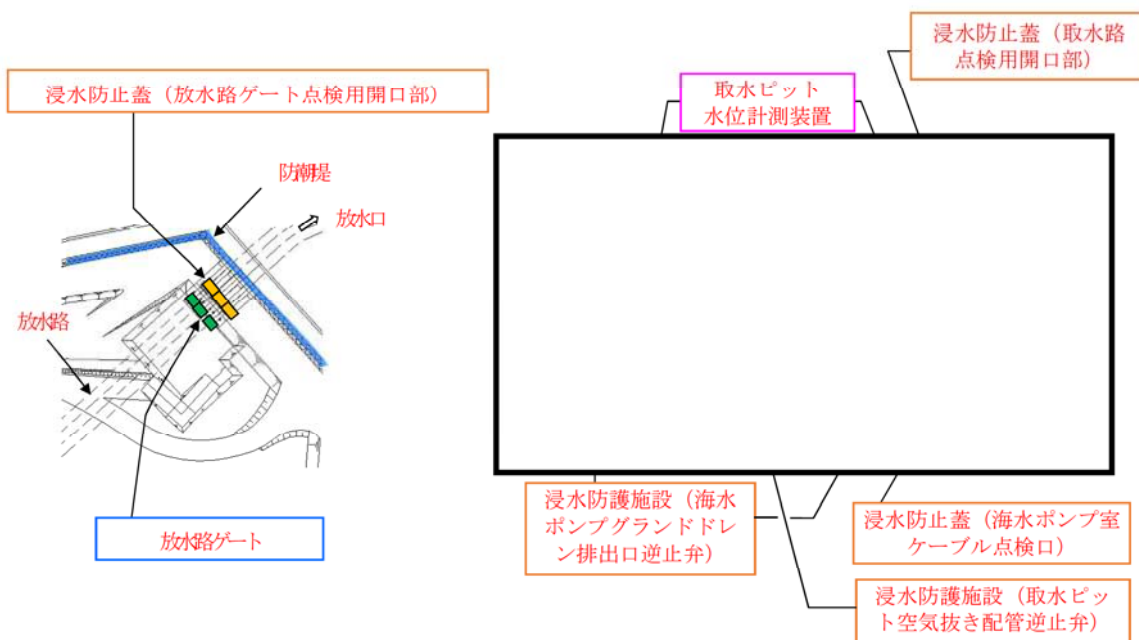 浸水防止蓋（取水路
点検用開口部）
浸水防止蓋（放水路ゲート点検用開口部）
取水ピット
水位計測装置
防潮堤
放水口
放水路
放水路ゲート
浸水防護施設（海水
ポンプグランドドレ
ン排出口逆止弁）
浸水防止蓋（海水ポンプ室
ケーブル点検口）
浸水防護施設（取水ピッ
ト空気抜き配管逆止弁）